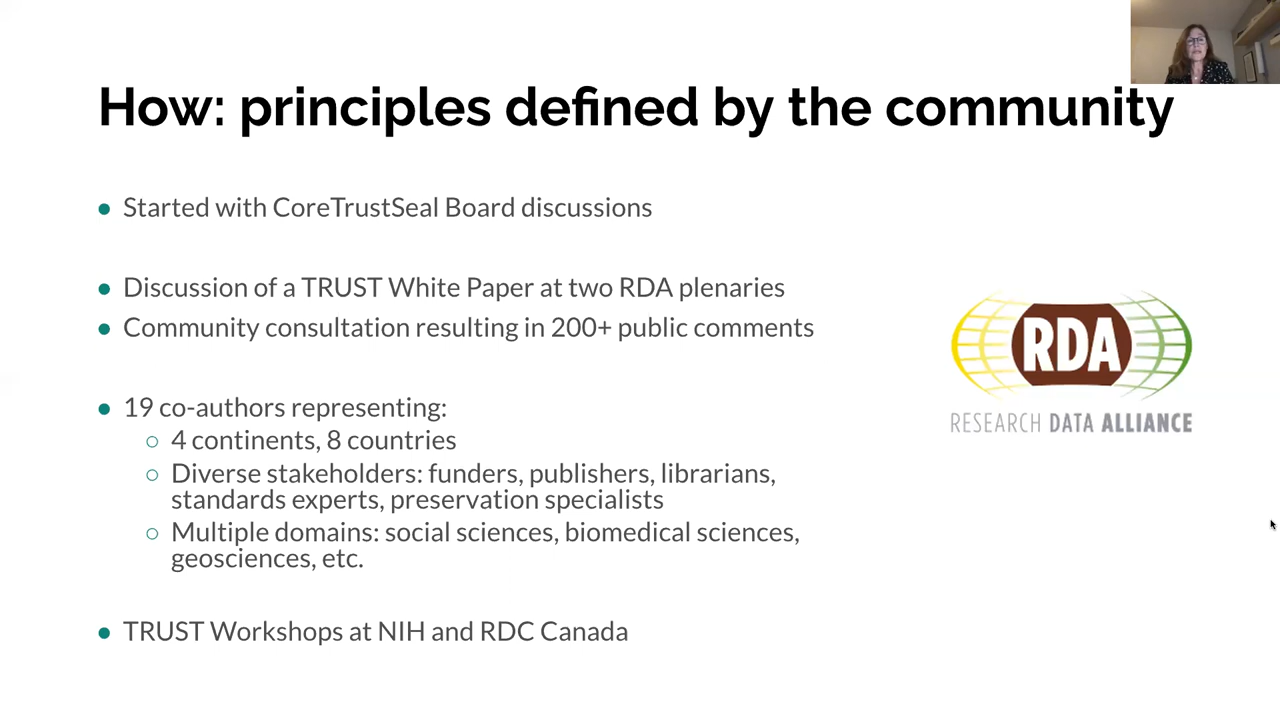 How: principles defined by the community
● Started with CoreTrustSeal Board discussions
● Discussion of a TRUST White Paper at two RDA plenaries
● Community consultation resulting in 200+ public comments
● 19 co-authors representing:
○ 4 continents, 8 countries
○ Diverse stakeholders: funders, publishers, librarians,
standards experts, preservation specialists
○ Multiple domains: social sciences, biomedical sciences,
geosciences, etc.
● TRUST Workshops at NIH and RDC Canada
RDA
RESEARCH DATA ALLIANCE